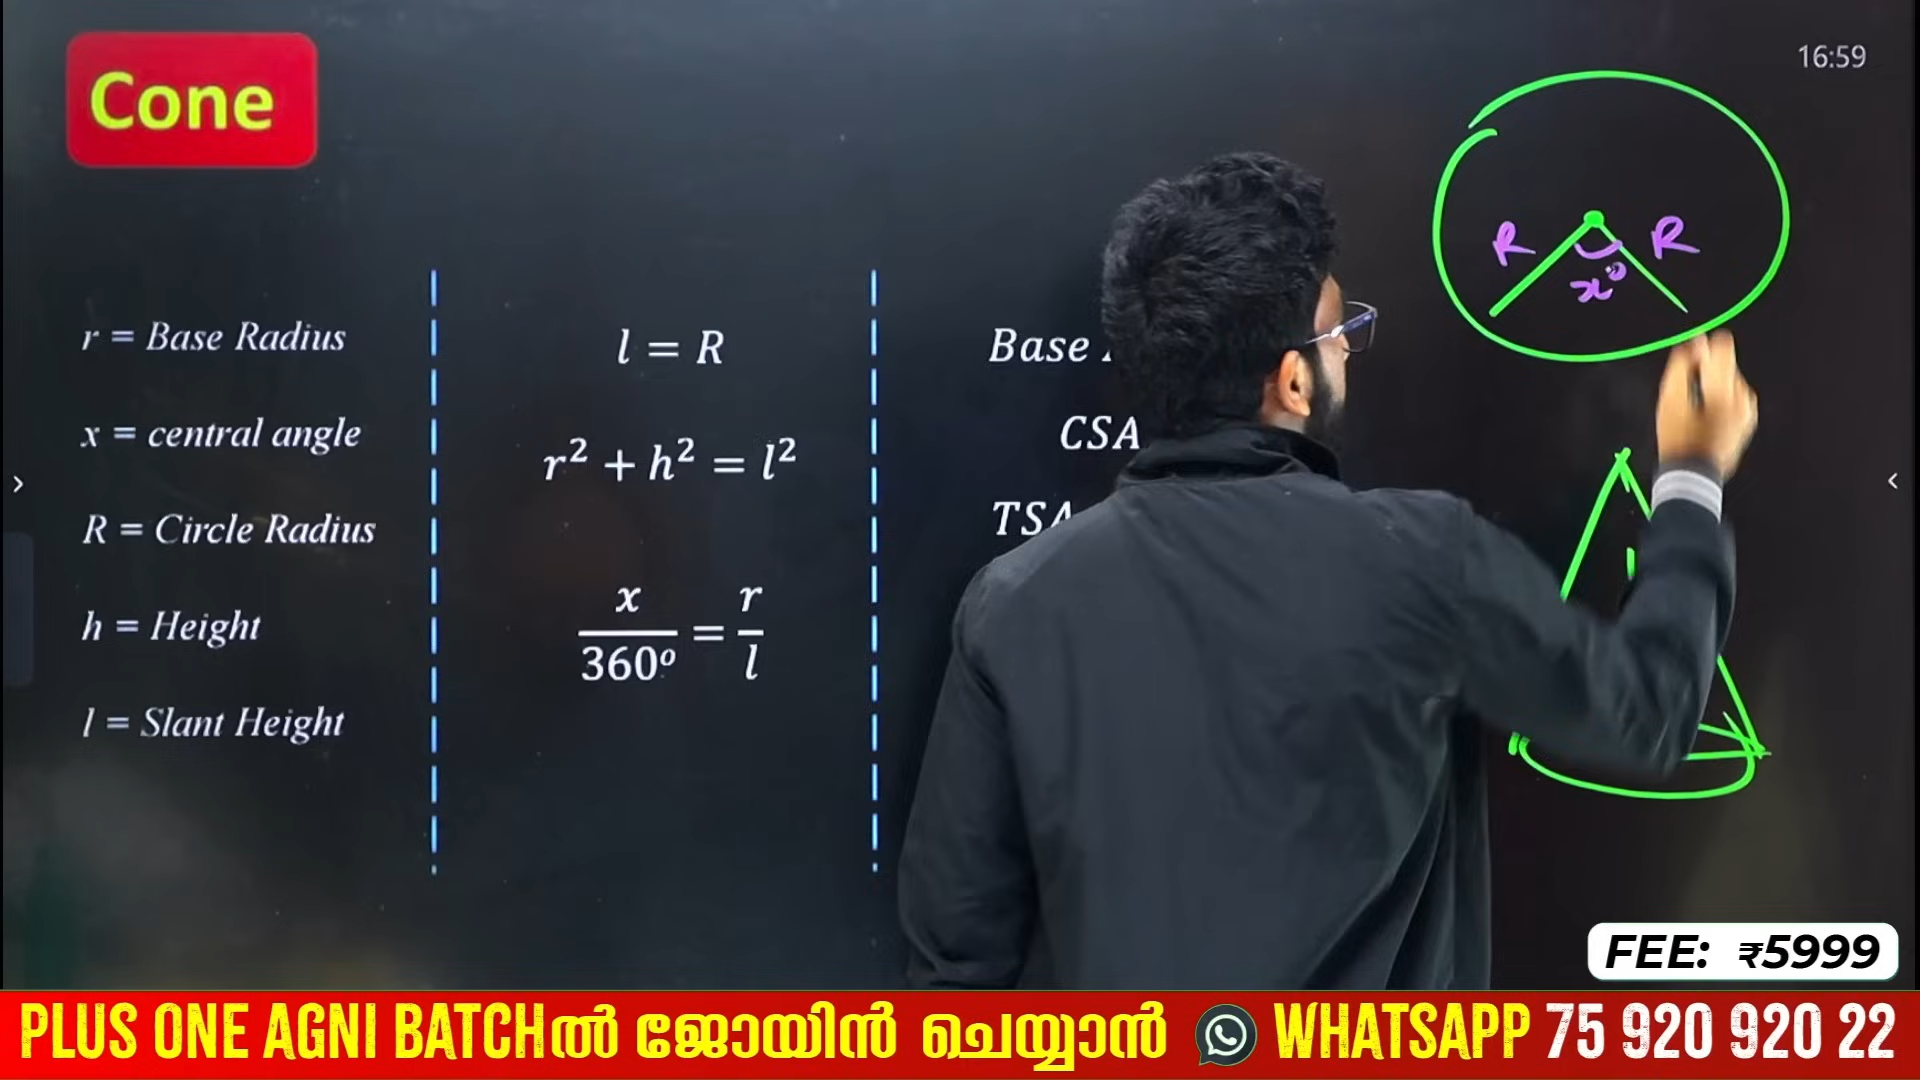 Cone
16:59
r = Base Radius
x = central angle
R = Circle Radius
h = Height
l = Slant Height
l = R
r² + h² = l²
x/360° = r/l
Base
CSA
TSA
R R
x°
FEE: ₹5999
PLUS ONE AGNI BATCHൽ ജോയിൻ ചെയ്യാൻ WHATSAPP 75 920 920 22